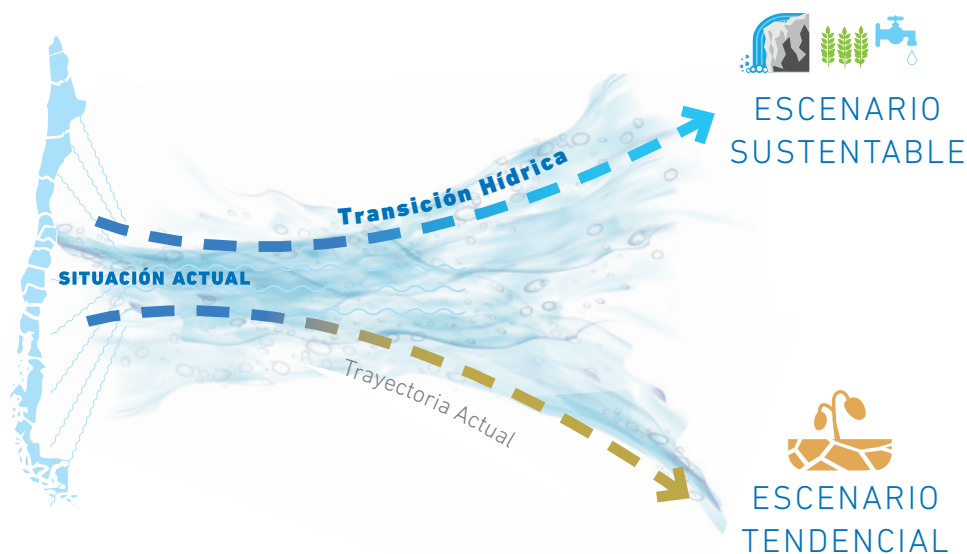 ESCENARIO
SUSTENTABLE
Transición Hídrica
SITUACIÓN ACTUAL
Trayectoria Actual
ESCENARIO
TENDENCIAL